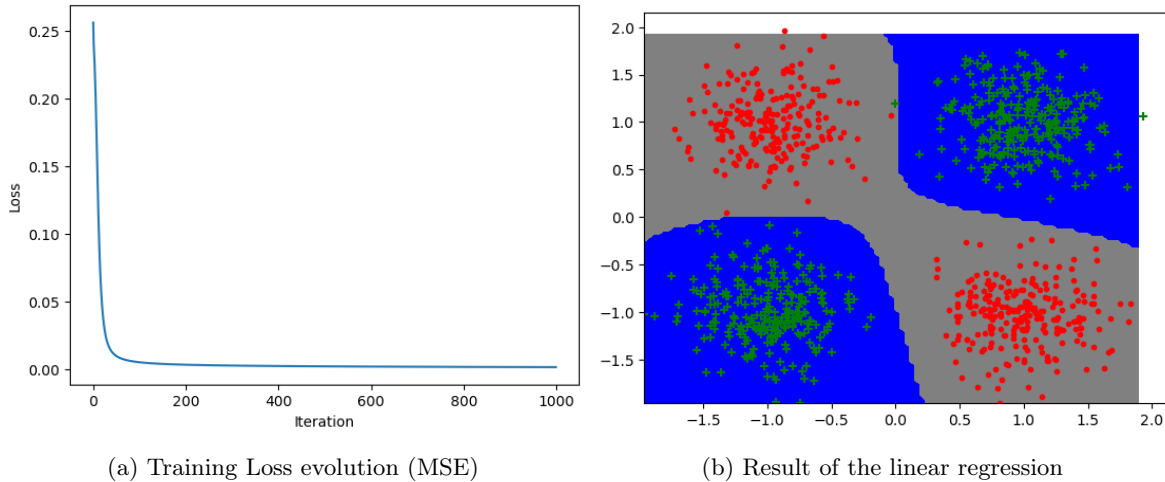 0.25
0.20
0.15
0.10
0.05
0.00
Loss
0 200 400 600 800 1000
Iteration
2.0
1.5
1.0
0.5
0.0
−0.5
−1.0
−1.5
−1.5 −1.0 −0.5 0.0 0.5 1.0 1.5 2.0
(a) Training Loss evolution (MSE)
(b) Result of the linear regression